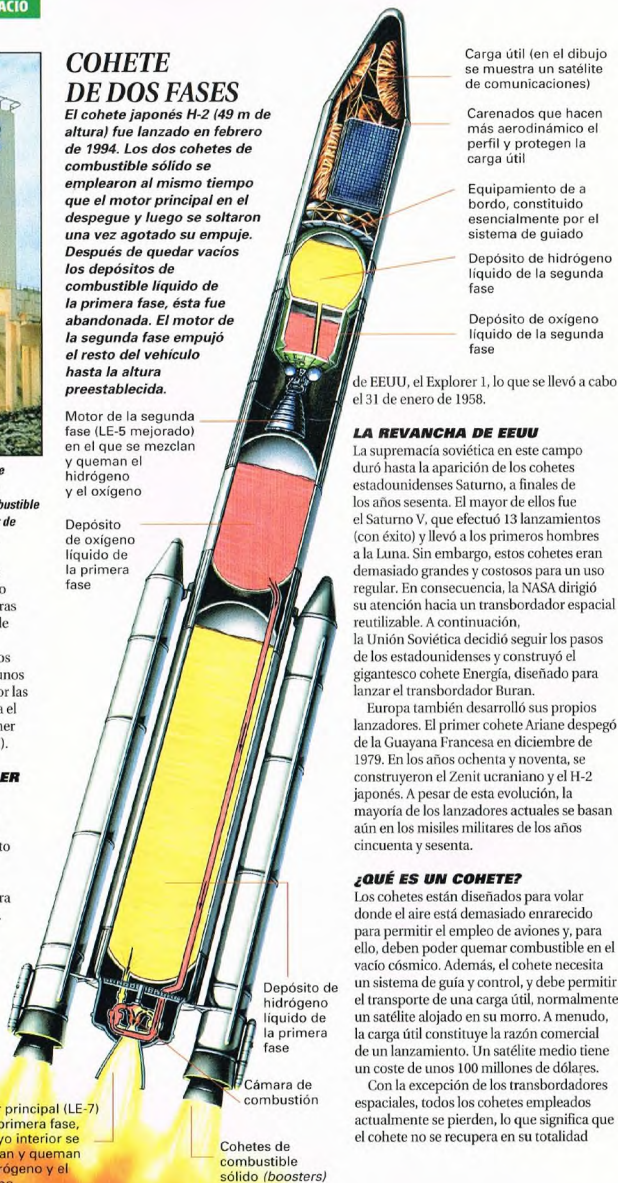 ACIO
COHETE
DE DOS FASES
El cohete japonés H-2 (49 m de
altura) fue lanzado en febrero
de 1994. Los dos cohetes de
combustible sólido se
emplearon al mismo tiempo
que el motor principal en el
despegue y luego se soltaron
una vez agotado su empuje.
Después de quedar vacíos
los depósitos de
combustible líquido de
la primera fase, ésta fue
abandonada. El motor de
la segunda fase empujó
el resto del vehículo
hasta la altura
preestablecida.
Motor de la segunda
fase (LE-5 mejorado)
en el que se mezclan
y queman el
hidrógeno
y el oxígeno
Depósito
de oxígeno
líquido de
la primera
fase
Carga útil (en el dibujo
se muestra un satélite
de comunicaciones)
Carenados que hacen
más aerodinámico el
perfil y protegen la
carga útil
Equipamiento de a
bordo, constituido
esencialmente por el
sistema de guiado
Depósito de hidrógeno
líquido de la segunda
fase
Depósito de oxígeno
líquido de la segunda
fase
de EEUU, el Explorer 1, lo que se llevó a cabo
el 31 de enero de 1958.
LA REVANCHA DE EEUU
La supremacía soviética en este campo
duró hasta la aparición de los cohetes
estadounidenses Saturno, a finales de
los años sesenta. El mayor de ellos fue
el Saturno V, que efectuó 13 lanzamientos
(con éxito) y llevó a los primeros hombres
a la Luna. Sin embargo, estos cohetes eran
demasiado grandes y costosos para un uso
regular. En consecuencia, la NASA dirigió
su atención hacia un transbordador espacial
reutilizable. A continuación,
la Unión Soviética decidió seguir los pasos
de los estadounidenses y construyó el
gigantesco cohete Energía, diseñado para
lanzar el transbordador Buran.
Europa también desarrolló sus propios
lanzadores. El primer cohete Ariane despegó
de la Guayana Francesa en diciembre de
1979. En los años ochenta y noventa, se
construyeron el Zenit ucraniano y el H-2
japonés. A pesar de esta evolución, la
mayoría de los lanzadores actuales se basan
aún en los misiles militares de los años
cincuenta y sesenta.
¿QUÉ ES UN COHETE?
Los cohetes están diseñados para volar
donde el aire está demasiado enrarecido
para permitir el empleo de aviones y, para
ello, deben poder quemar combustible en el
vacío cósmico. Además, el cohete necesita
un sistema de guía y control, y debe permitir
el transporte de una carga útil, normalmente
un satélite alojado en su morro. A menudo,
la carga útil constituye la razón comercial
de un lanzamiento. Un satélite medio tiene
un coste de unos 100 millones de dólares.
Con la excepción de los transbordadores
espaciales, todos los cohetes empleados
actualmente se pierden, lo que significa que
el cohete no se recupera en su totalidad
Depósito de
hidrógeno
líquido de
la primera
fase
Cámara de
combustión
Cohetes de
combustible
sólido (boosters)
principal (LE-7)
primera fase,
yo interior se
an y queman
rógeno y el